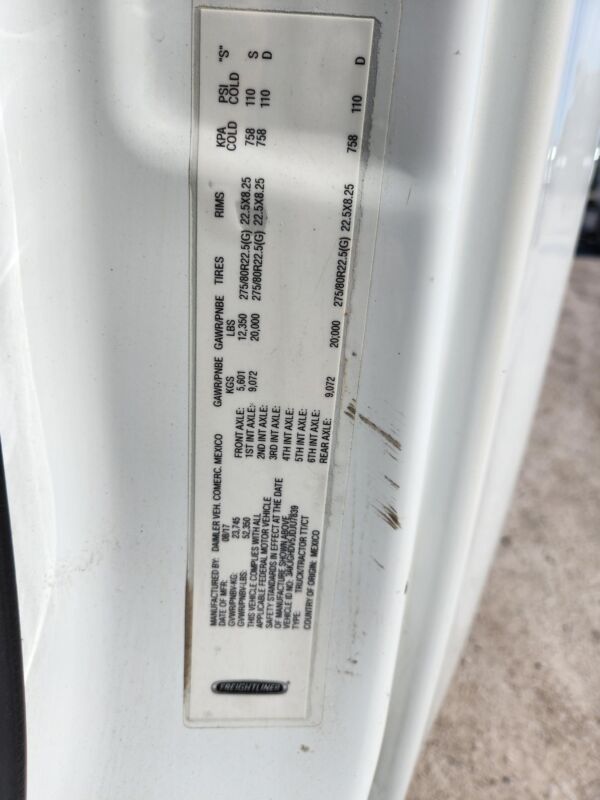 FREIGHTLINER
MANUFACTURED BY: DAIMLER VEH. COMERC. MEXICO
DATE OF MFR: 08/17
GVWR/PNBV-KG: 23,745
GVWR/PNBV-LBS: 52,350
THIS VEHICLE COMPLIES WITH ALL
APPLICABLE FEDERAL MOTOR VEHICLE
SAFETY STANDARDS IN EFFECT AT THE DATE
OF MANUFACTURE SHOWN ABOVE
VEHICLE ID NO:
TYPE: TRUCK/TRACTOR TT/CT
COUNTRY OF ORIGIN: MEXICO
GAWR/PNBE GAWR/PNBE TIRES RIMS KPA PSI "S"
KGS LBS COLD COLD
FRONT AXLE: 5,601 12,350 275/80R22.5(G) 22.5X8.25 758 110 S
1ST INT AXLE: 9,072 20,000 275/80R22.5(G) 22.5X8.25 758 110 D
2ND INT AXLE:
3RD INT AXLE:
4TH INT AXLE:
5TH INT AXLE:
6TH INT AXLE:
REAR AXLE: 9,072 20,000 275/80R22.5(G) 22.5X8.25 758 110 D